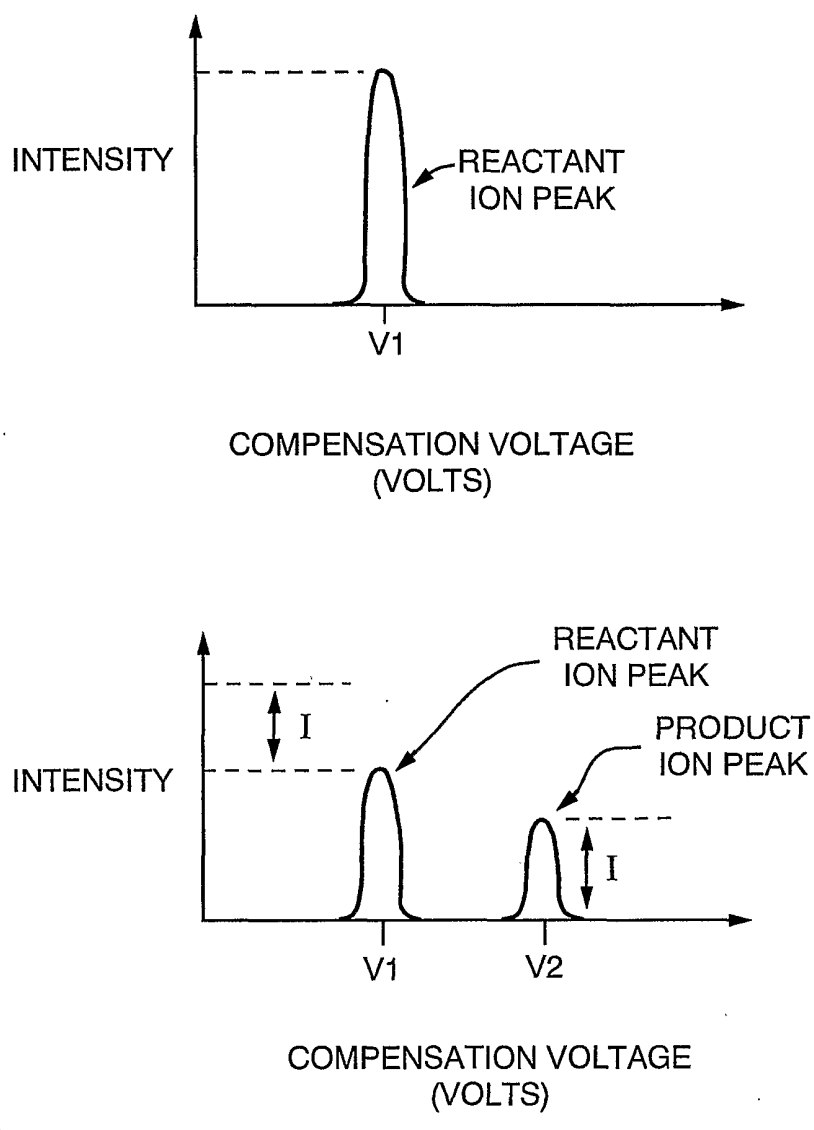 INTENSITY
REACTANT
ION PEAK
V1
COMPENSATION VOLTAGE
(VOLTS)
REACTANT
ION PEAK
I
PRODUCT
ION PEAK
INTENSITY
I
V1
V2
COMPENSATION VOLTAGE
(VOLTS)